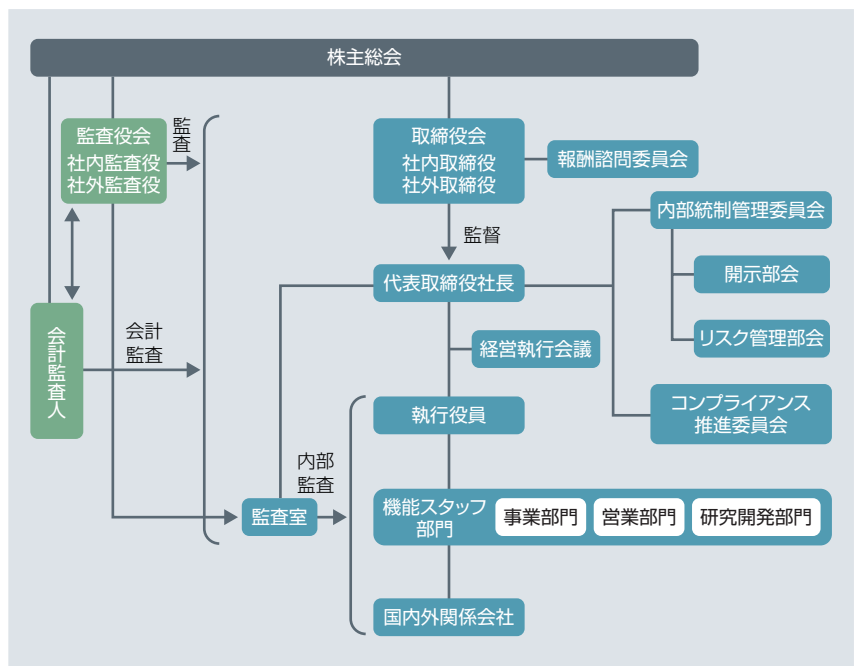 株主総会
監査役会
社内監査役
社外監査役
監査
取締役会
社内取締役
社外取締役
報酬諮問委員会
監督
内部統制管理委員会
開示部会
リスク管理部会
代表取締役社長
経営執行会議
コンプライアンス
推進委員会
会計監査人
会計
監査
執行役員
内部
監査
監査室
機能スタッフ
部門
事業部門
営業部門
研究開発部門
国内外関係会社